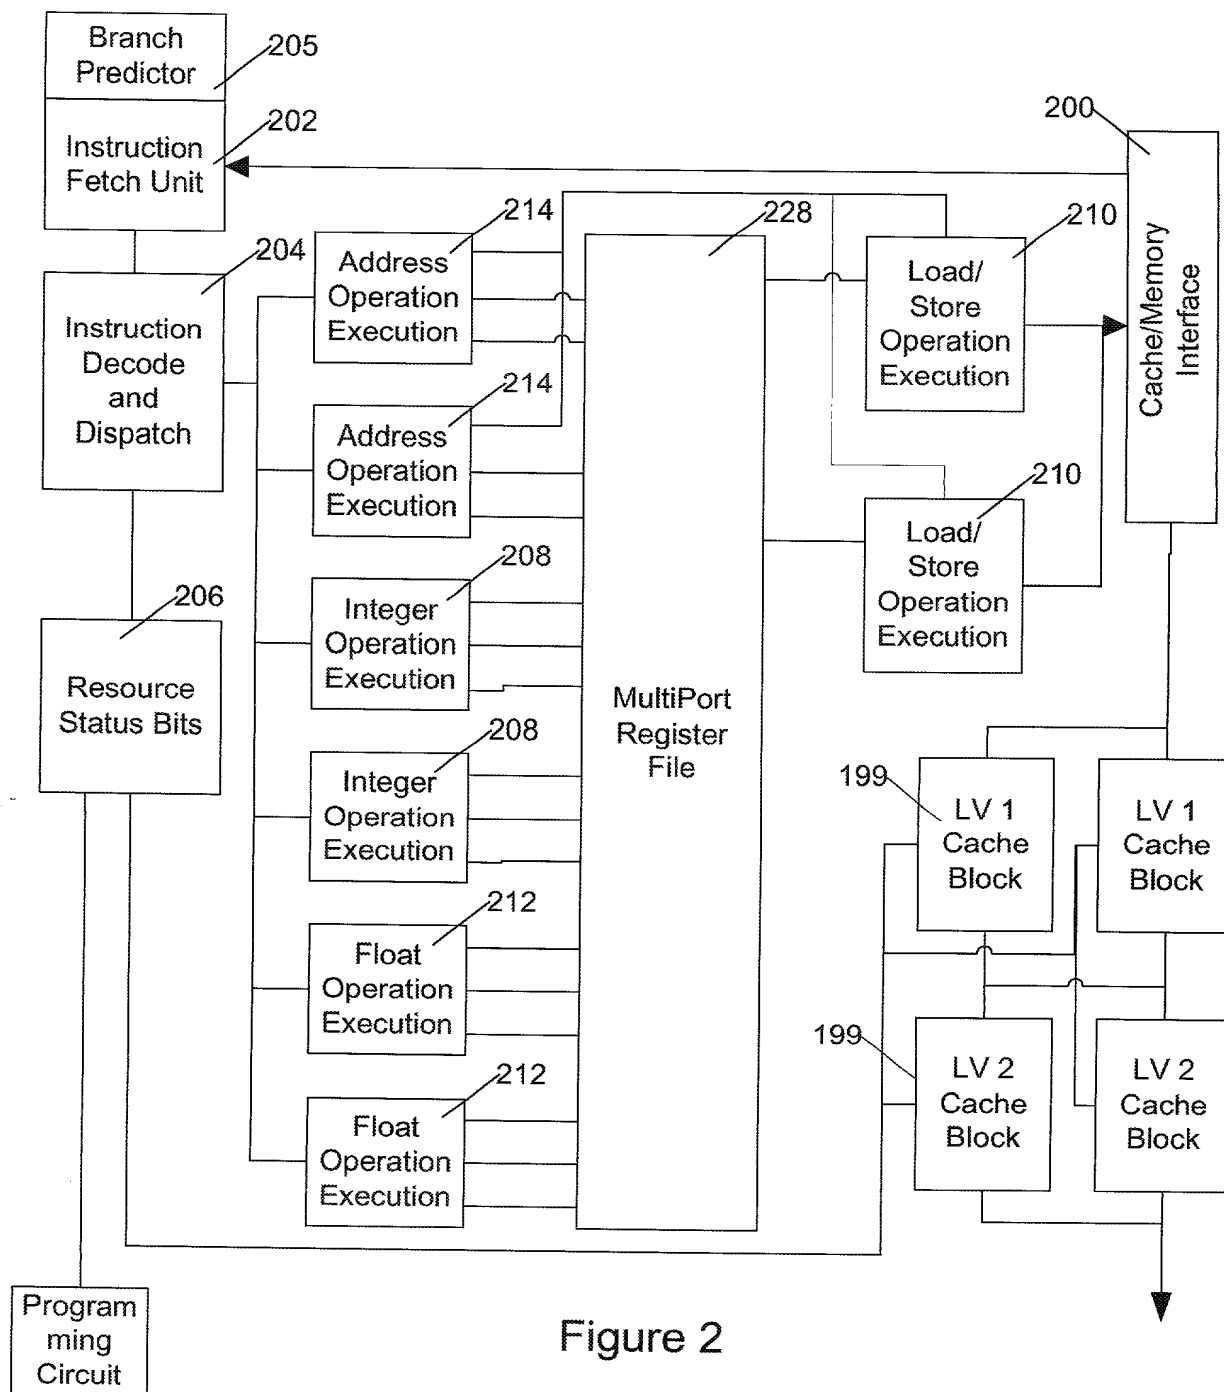 Branch
Predictor
205
202
Instruction
Fetch Unit
200
Cache/Memory
Interface
204
Instruction
Decode
and
Dispatch
214
Address
Operation
Execution
228
210
Load/
Store
Operation
Execution
214
Address
Operation
Execution
210
Load/
Store
Operation
Execution
206
Resource
Status Bits
208
Integer
Operation
Execution
MultiPort
Register
File
208
Integer
Operation
Execution
199
LV 1
Cache
Block
LV 1
Cache
Block
212
Float
Operation
Execution
199
LV 2
Cache
Block
LV 2
Cache
Block
212
Float
Operation
Execution
Program
ming
Circuit
Figure 2